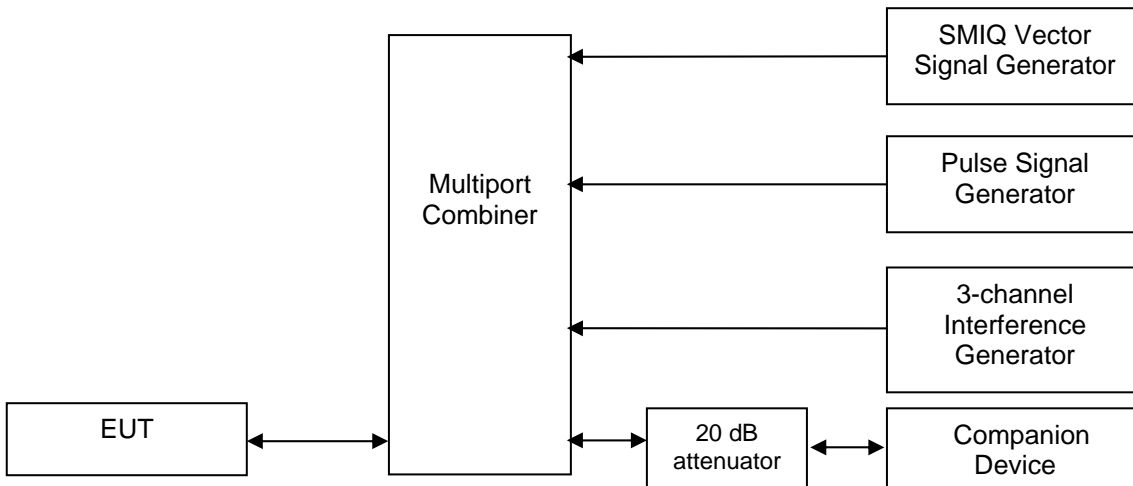 SMIQ Vector
Signal Generator
Pulse Signal
Generator
Multiport
Combiner
3-channel
Interference
Generator
EUT
20 dB
attenuator
Companion
Device